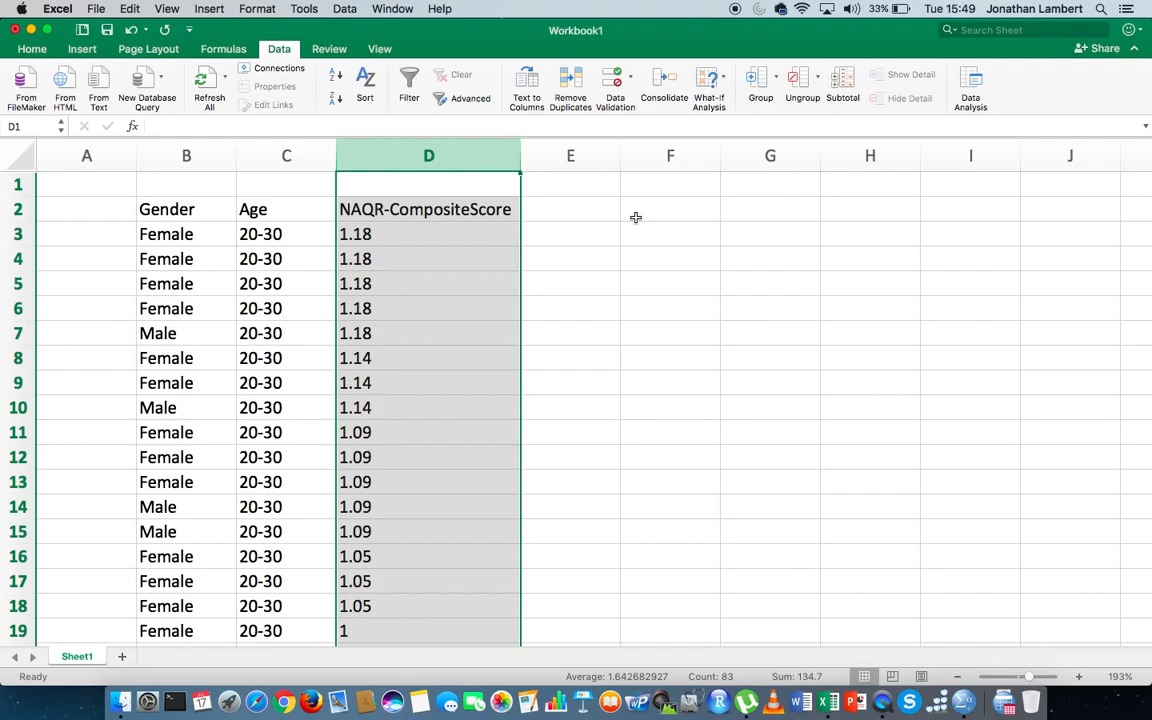 Excel File Edit View Insert Format Tools Data Window Help 33% Tue 15:49 Jonathan Lambert
Workbook1 Search Sheet
Home Insert Page Layout Formulas Data Review View Share
From FileMaker From HTML From Text New Database Query Refresh All Connections Properties Edit Links Sort Filter Clear Advanced Text to Columns Remove Duplicates Data Validation Consolidate What-If Analysis Group Ungroup Subtotal Show Detail Hide Detail Data Analysis
D1 fx
A B C D E F G H I J
1
2 Gender Age NAQR-CompositeScore
3 Female 20-30 1.18
4 Female 20-30 1.18
5 Female 20-30 1.18
6 Female 20-30 1.18
7 Male 20-30 1.18
8 Female 20-30 1.14
9 Female 20-30 1.14
10 Male 20-30 1.14
11 Female 20-30 1.09
12 Female 20-30 1.09
13 Female 20-30 1.09
14 Male 20-30 1.09
15 Male 20-30 1.09
16 Female 20-30 1.05
17 Female 20-30 1.05
18 Female 20-30 1.05
19 Female 20-30 1
Sheet1
Ready Average: 1.642682927 Count: 83 Sum: 134.7 193%